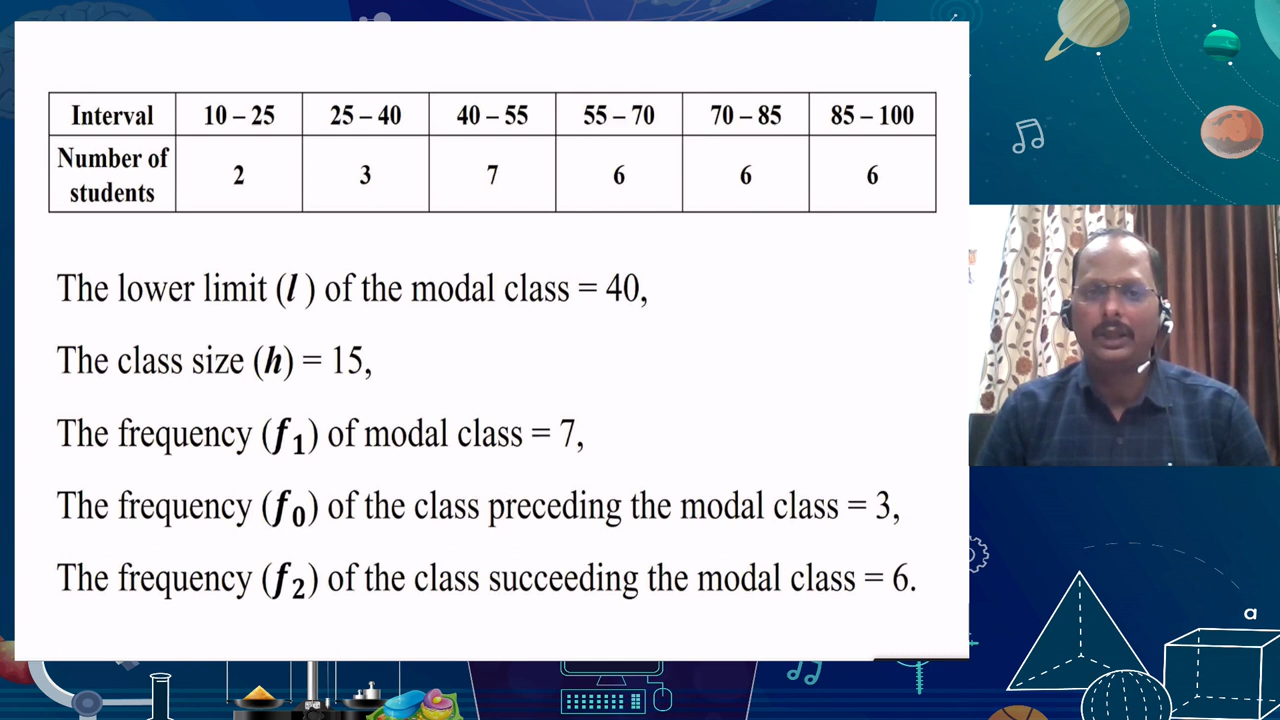 Interval 10 – 25 25 – 40 40 – 55 55 – 70 70 – 85 85 – 100
Number of students 2 3 7 6 6 6
The lower limit (l) of the modal class = 40,
The class size (h) = 15,
The frequency (f₁) of modal class = 7,
The frequency (f₀) of the class preceding the modal class = 3,
The frequency (f₂) of the class succeeding the modal class = 6.
a